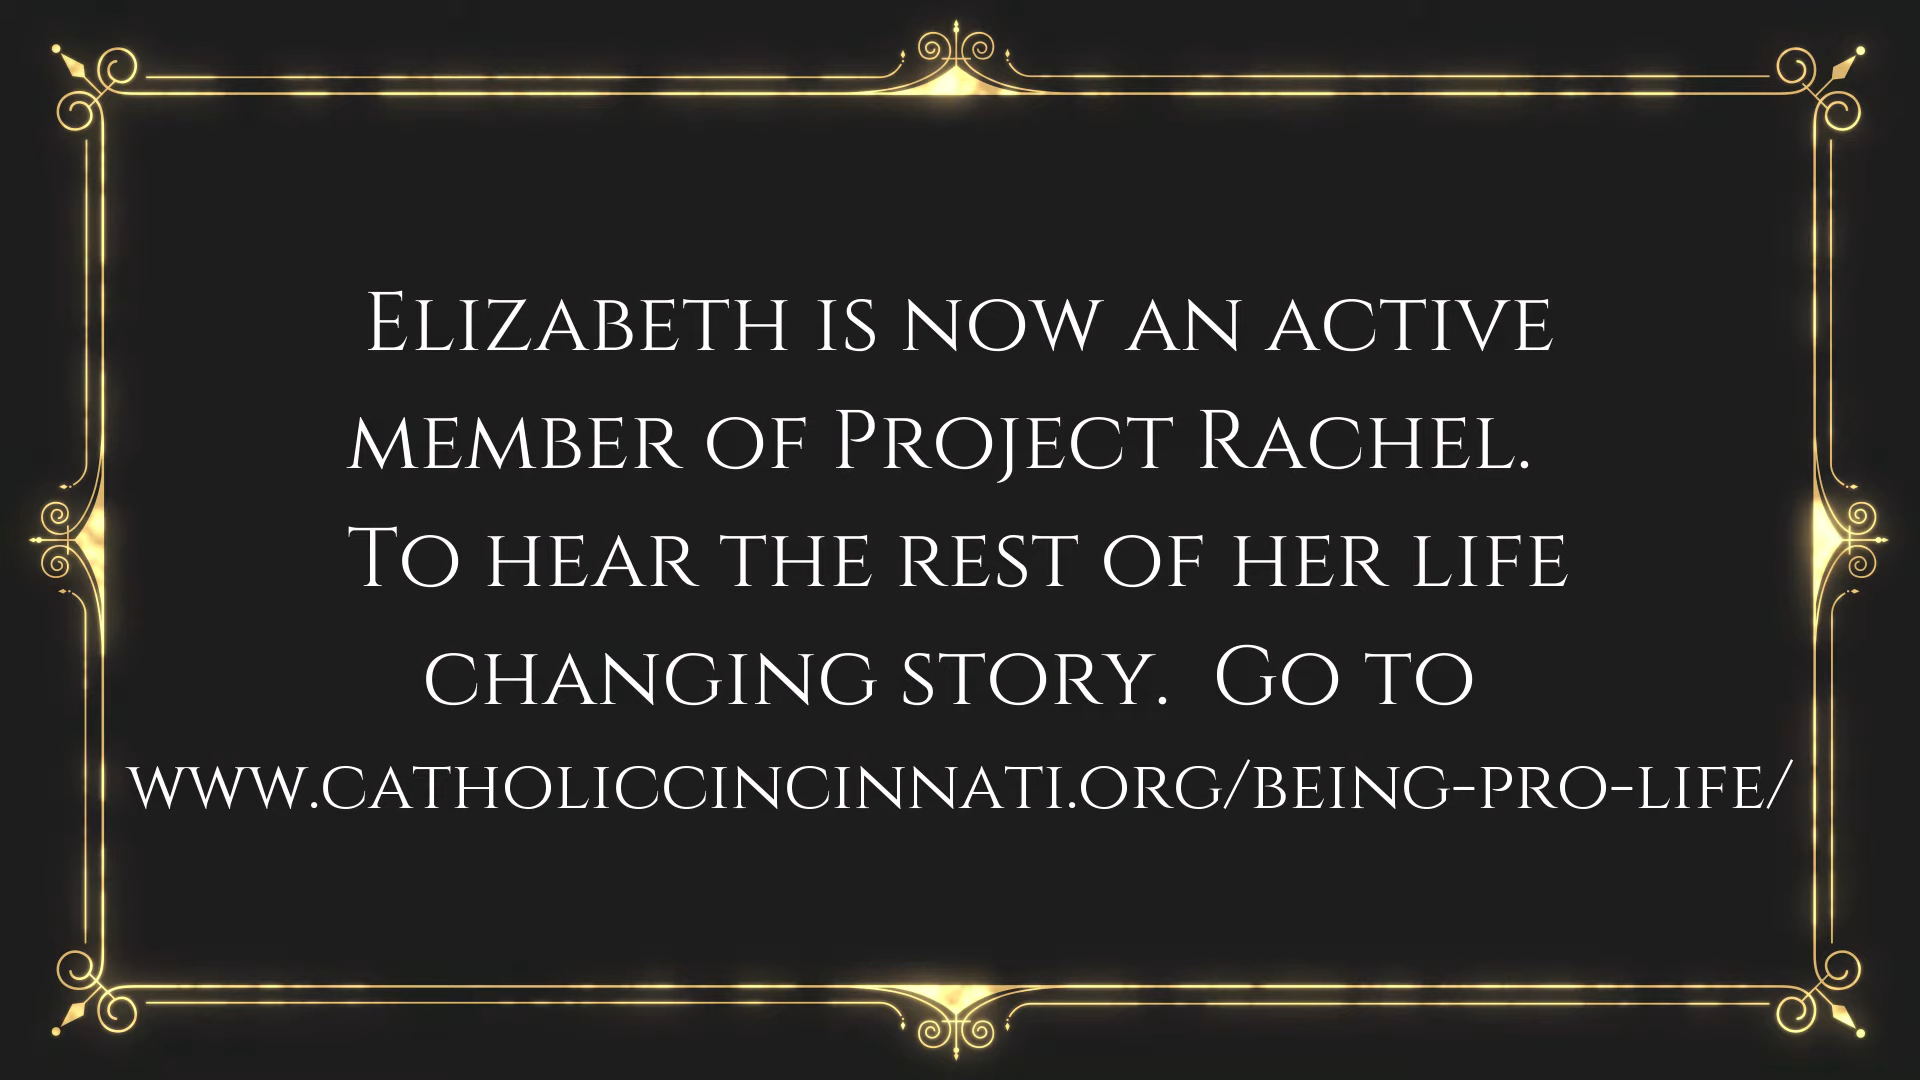 Elizabeth is now an active
member of Project Rachel.
To hear the rest of her life
changing story.  Go to
www.catholiccincinnati.org/being-pro-life/